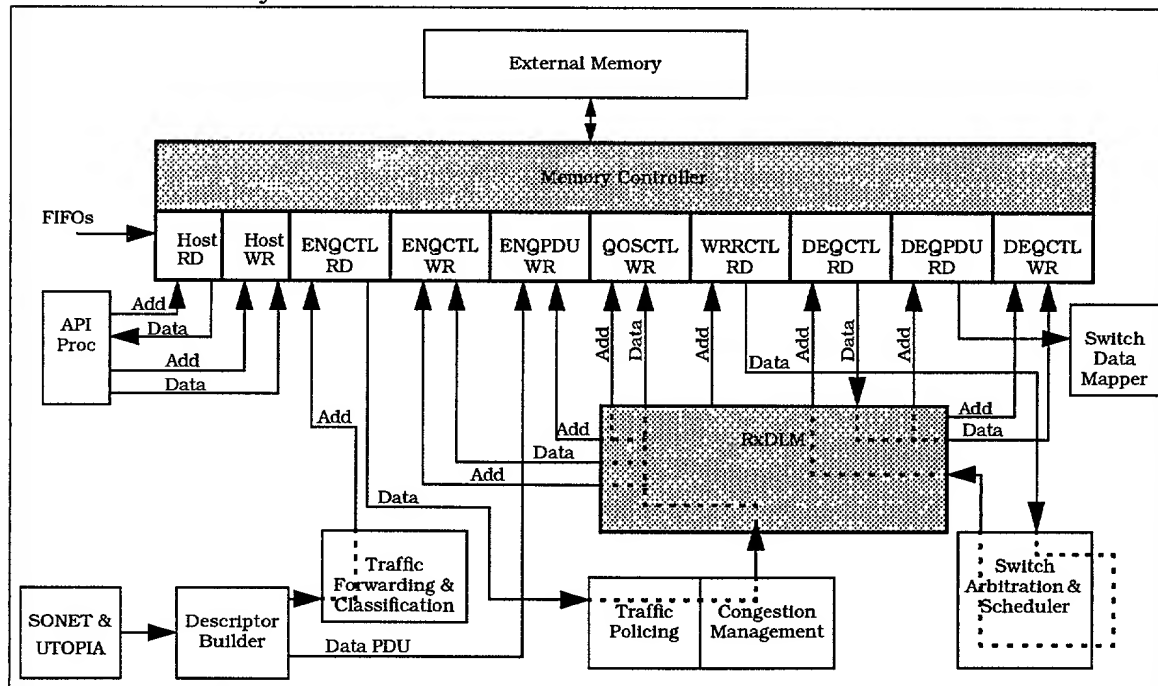 External Memory
Memory Controller
FIFOs
Host RD
Host WR
ENQCTL RD
ENQCTL WR
ENQPDU WR
QOSCTL WR
WRRCTL RD
DEQCTL RD
DEQPDU RD
DEQCTL WR
API Proc
Add
Data
Add
Data
Add
Data
Add
Data
Add
Data
Add
Switch Data Mapper
Add
Data
RxDLM
Add
Data
Add
Add
Data
Traffic Forwarding & Classification
SONET & UTOPIA
Descriptor Builder
Data PDU
Traffic Policing
Congestion Management
Switch Arbitration & Scheduler